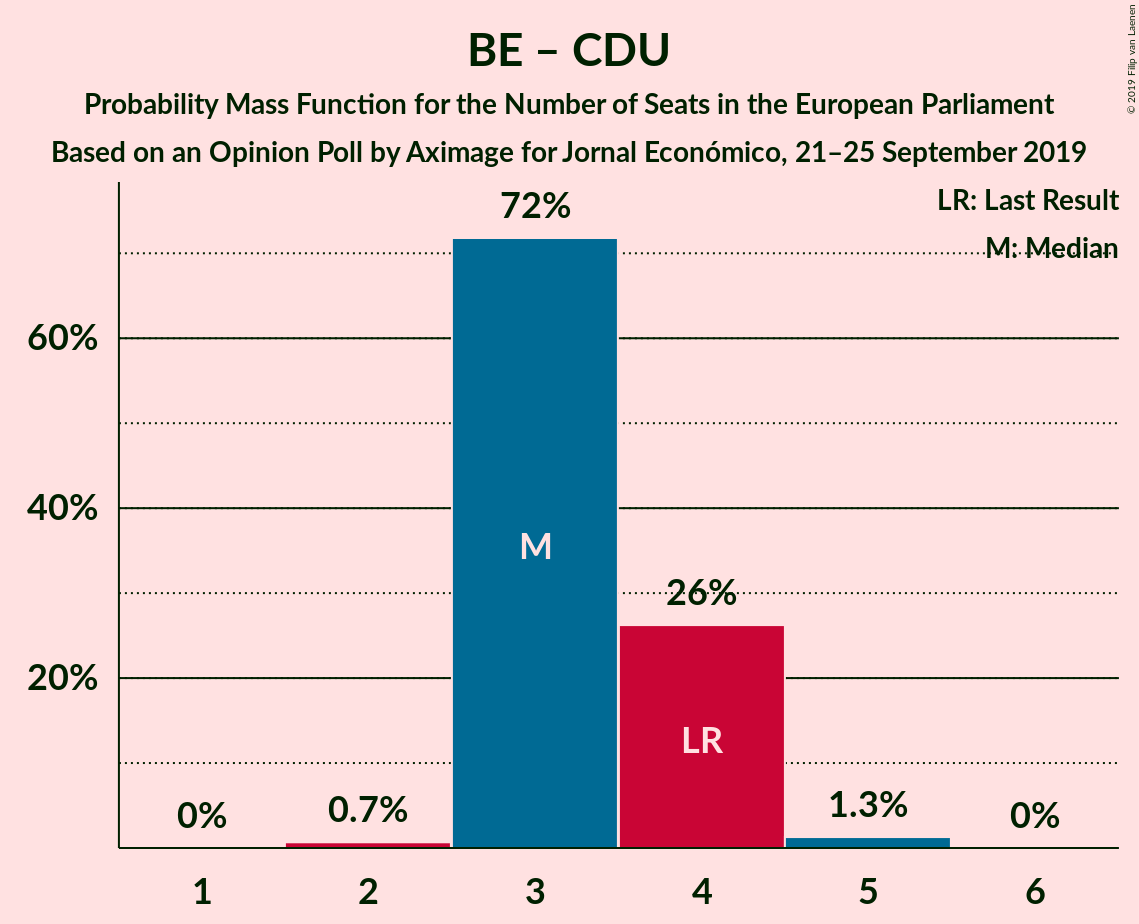 BE – CDU
Probability Mass Function for the Number of Seats in the European Parliament
Based on an Opinion Poll by Aximage for Jornal Económico, 21–25 September 2019
© 2019 Filip van Laenen
LR: Last Result
M: Median
72%
60%
40%
20%
M
26%
LR
0%
0.7%
1.3%
0%
1
2
3
4
5
6